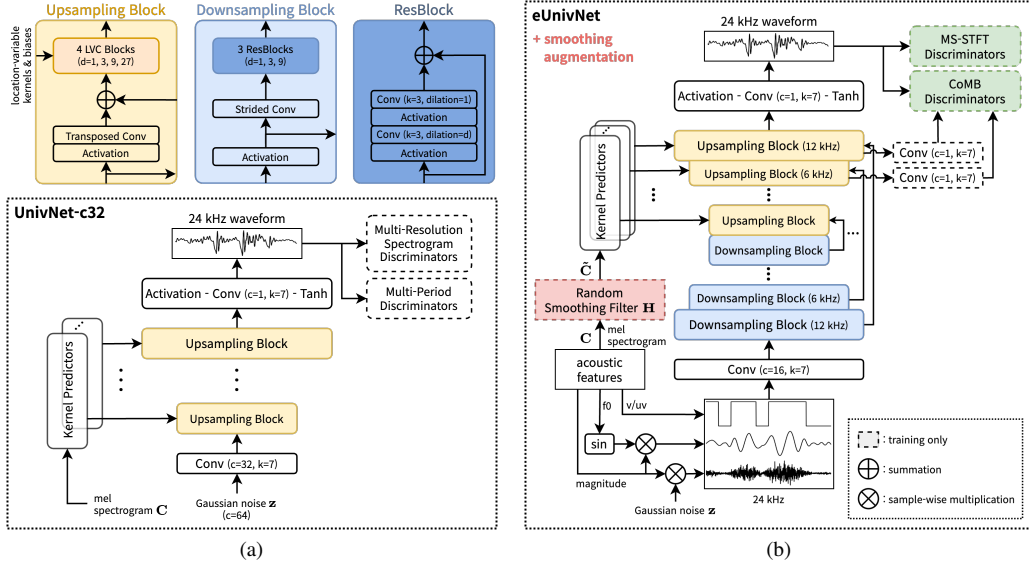 Upsampling Block
location-variable
kernels & biases
4 LVC Blocks
(d=1, 3, 9, 27)
Transposed Conv
Activation
Downsampling Block
3 ResBlocks
(d=1, 3, 9)
Strided Conv
Activation
ResBlock
Conv (k=3, dilation=1)
Activation
Conv (k=3, dilation=d)
Activation
UnivNet-c32
24 kHz waveform
Multi-Resolution
Spectrogram
Discriminators
Multi-Period
Discriminators
Activation - Conv (c=1, k=7) - Tanh
Upsampling Block
Kernel Predictors
Upsampling Block
Conv (c=32, k=7)
mel
spectrogram C
Gaussian noise z
(c=64)
(a)
eUnivNet
+ smoothing
augmentation
24 kHz waveform
MS-STFT
Discriminators
CoMB
Discriminators
Activation - Conv (c=1, k=7) - Tanh
Kernel Predictors
Upsampling Block (12 kHz)
Upsampling Block (6 kHz)
Conv (c=1, k=7)
Conv (c=1, k=7)
Upsampling Block
Downsampling Block
C̃
Random
Smoothing Filter H
Downsampling Block (6 kHz)
Downsampling Block (12 kHz)
C
mel
spectrogram
acoustic
features
Conv (c=16, k=7)
f0
v/uv
sin
magnitude
Gaussian noise z
24 kHz
: training only
: summation
: sample-wise multiplication
(b)